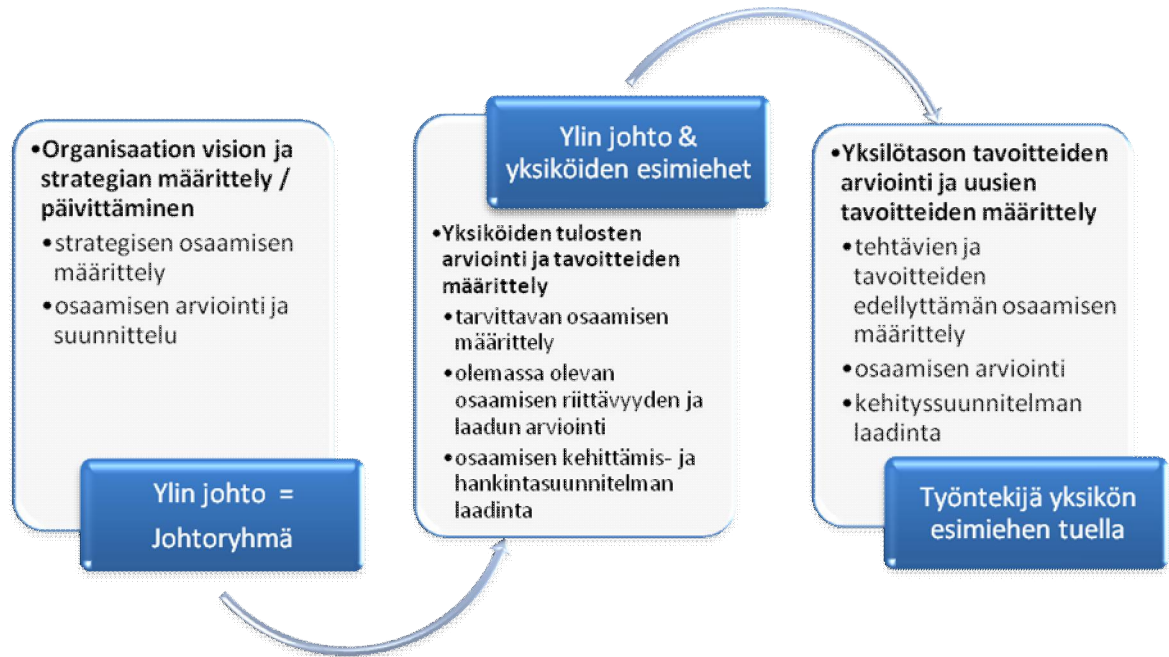 •Organisaation vision ja
strategian määrittely /
päivittäminen
•strategisen osaamisen
määrittely
•osaamisen arviointi ja
suunnittelu
Ylin johto =
Johtoryhmä
Ylin johto &
yksiköiden esimiehet
•Yksiköiden tulosten
arviointi ja tavoitteiden
määrittely
•tarvittavan osaamisen
määrittely
•olemassa olevan
osaamisen riittävyyden ja
laadun arviointi
•osaamisen kehittämis- ja
hankintasuunnitelman
laadinta
•Yksilötason tavoitteiden
arviointi ja uusien
tavoitteiden määrittely
•tehtävien ja
tavoitteiden
edellyttämän osaamisen
määrittely
•osaamisen arviointi
•kehityssuunnitelman
laadinta
Työntekijä yksikön
esimiehen tuella